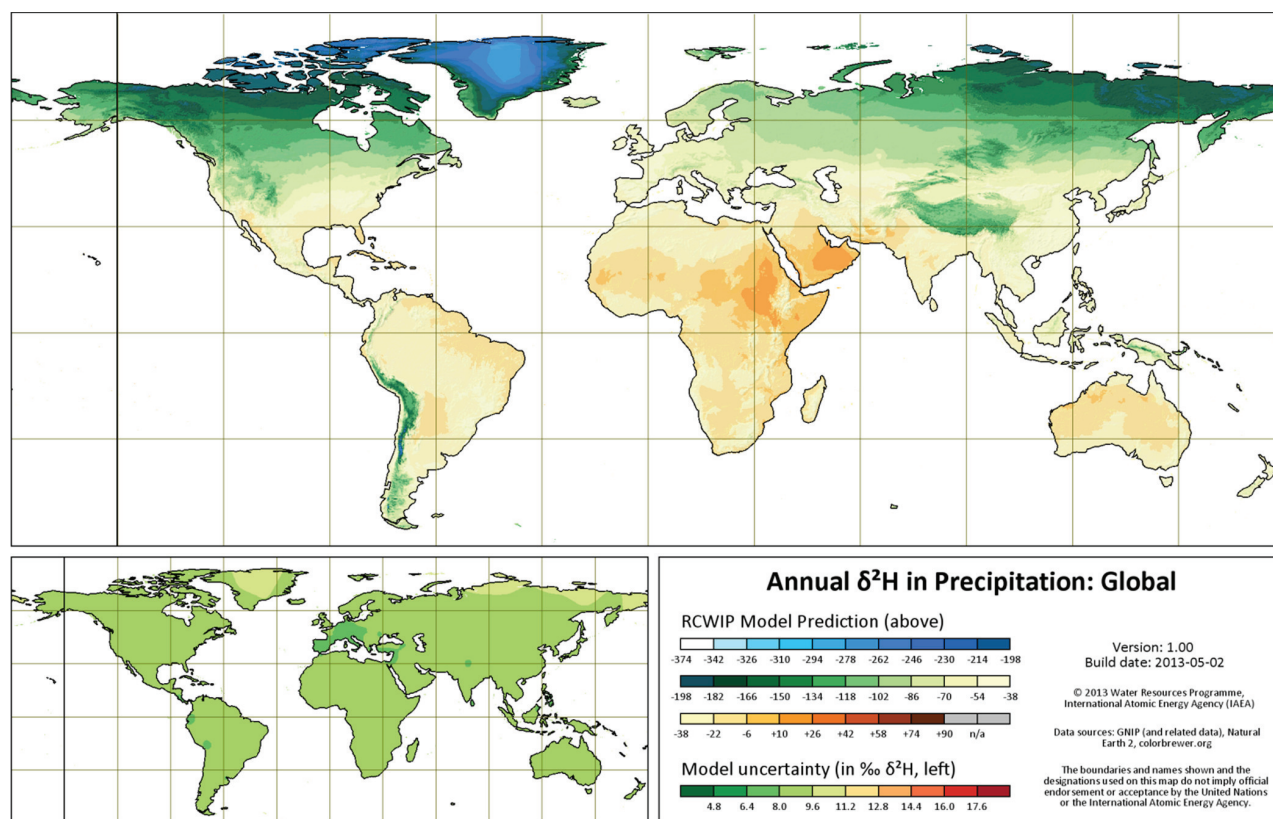 Annual δ²H in Precipitation: Global
RCWIP Model Prediction (above)
-374 -342 -326 -310 -294 -278 -262 -246 -230 -214 -198
-198 -182 -166 -150 -134 -118 -102 -86 -70 -54 -38
-38 -22 -6 +10 +26 +42 +58 +74 +90 n/a
Model uncertainty (in ‰ δ²H, left)
4.8 6.4 8.0 9.6 11.2 12.8 14.4 16.0 17.6
Version: 1.00
Build date: 2013-05-02
© 2013 Water Resources Programme,
International Atomic Energy Agency (IAEA)
Data sources: GNIP (and related data), Natural
Earth 2, colorbrewer.org
The boundaries and names shown and the
designations used on this map do not imply official
endorsement or acceptance by the United Nations
or the International Atomic Energy Agency.